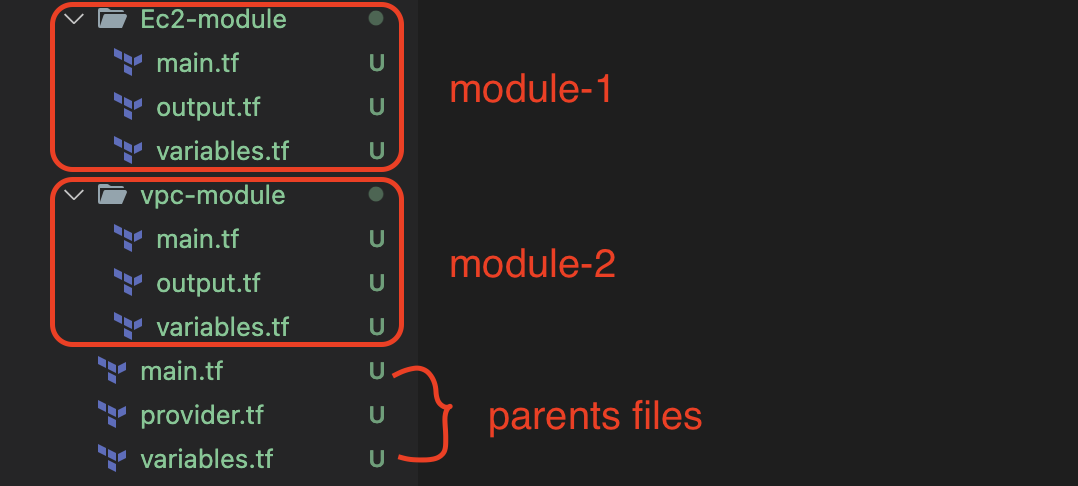 Ec2-module
main.tf U
output.tf U
variables.tf U
module-1
vpc-module
main.tf U
output.tf U
variables.tf U
module-2
main.tf U
provider.tf U
variables.tf U
parents files